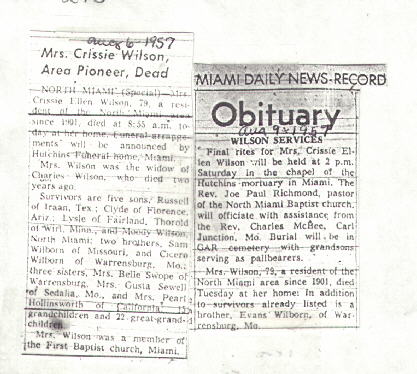 aug 6 - 1957
Mrs. Crissie Wilson,
Area Pioneer, Dead
NORTH MIAMI (Special)—Mrs.
Crissie Ellen Wilson, 79, a resi-
dent of the North Miami area
since 1901, died at 8:55 a.m. to-
day at her home. Funeral arrange-
ments will be announced by
Hutchins Funeral home, Miami.
Mrs. Wilson was the widow of
Charles Wilson, who died two
years ago.
Survivors are five sons, Russell
of Iraan, Tex.; Clyde of Florence,
Ariz.; Lysle of Fairland, Thorold
of Wirt, Minn., and Moody Wilson,
North Miami; two brothers, Sam
Wilborn of Missouri, and Cicero
Wilborn of Warrensburg, Mo.;
three sisters, Mrs. Belle Swope of
Warrensburg, Mrs. Gusta Sewell
of Sedalia, Mo., and Mrs. Pearl
Hollinsworth of California, 15
grandchildren and 22 great-grand-
children.
Mrs. Wilson was a member of
the First Baptist church, Miami.
MIAMI DAILY NEWS-RECORD
Obituary
aug 9 - 1957
WILSON SERVICES
Final rites for Mrs. Crissie El-
len Wilson will be held at 2 p.m.
Saturday in the chapel of the
Hutchins mortuary in Miami. The
Rev. Joe Paul Richmond, pastor
of the North Miami Baptist church,
will officiate with assistance from
the Rev. Charles McBee, Carl
Junction, Mo. Burial will be in
GAR cemetery with grandsons
serving as pallbearers.
Mrs. Wilson, 79, a resident of the
North Miami area since 1901, died
Tuesday at her home. In addition
to survivors already listed is a
brother, Evans Wilborn, of War-
rensburg, Mo.